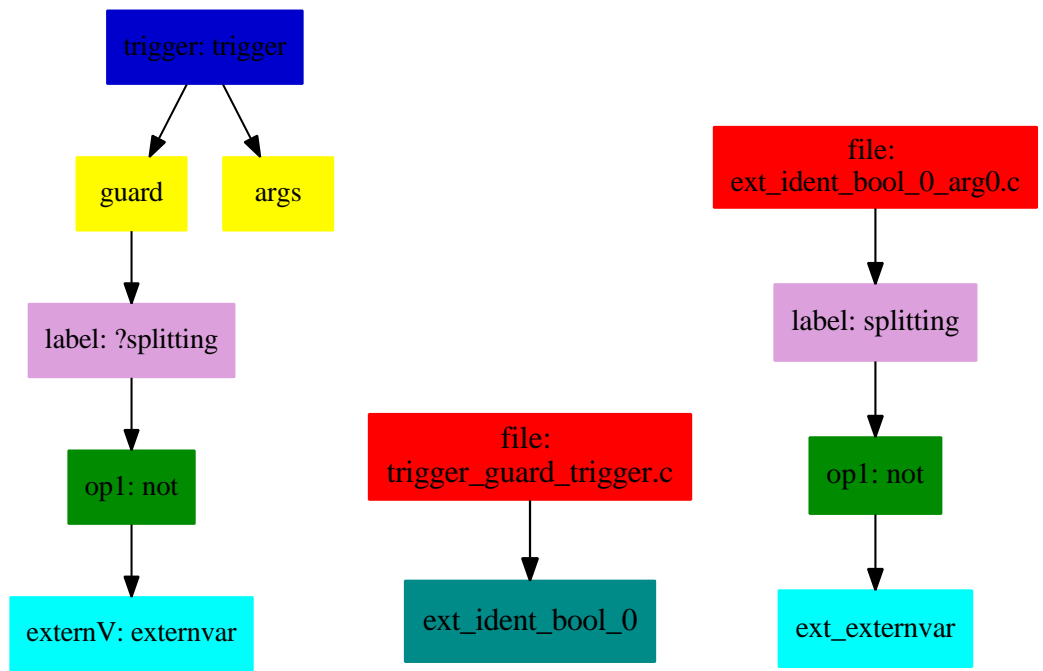 trigger: trigger
guard
args
label: ?splitting
op1: not
externV: externvar
file:
trigger_guard_trigger.c
ext_ident_bool_0
file:
ext_ident_bool_0_arg0.c
label: splitting
op1: not
ext_externvar